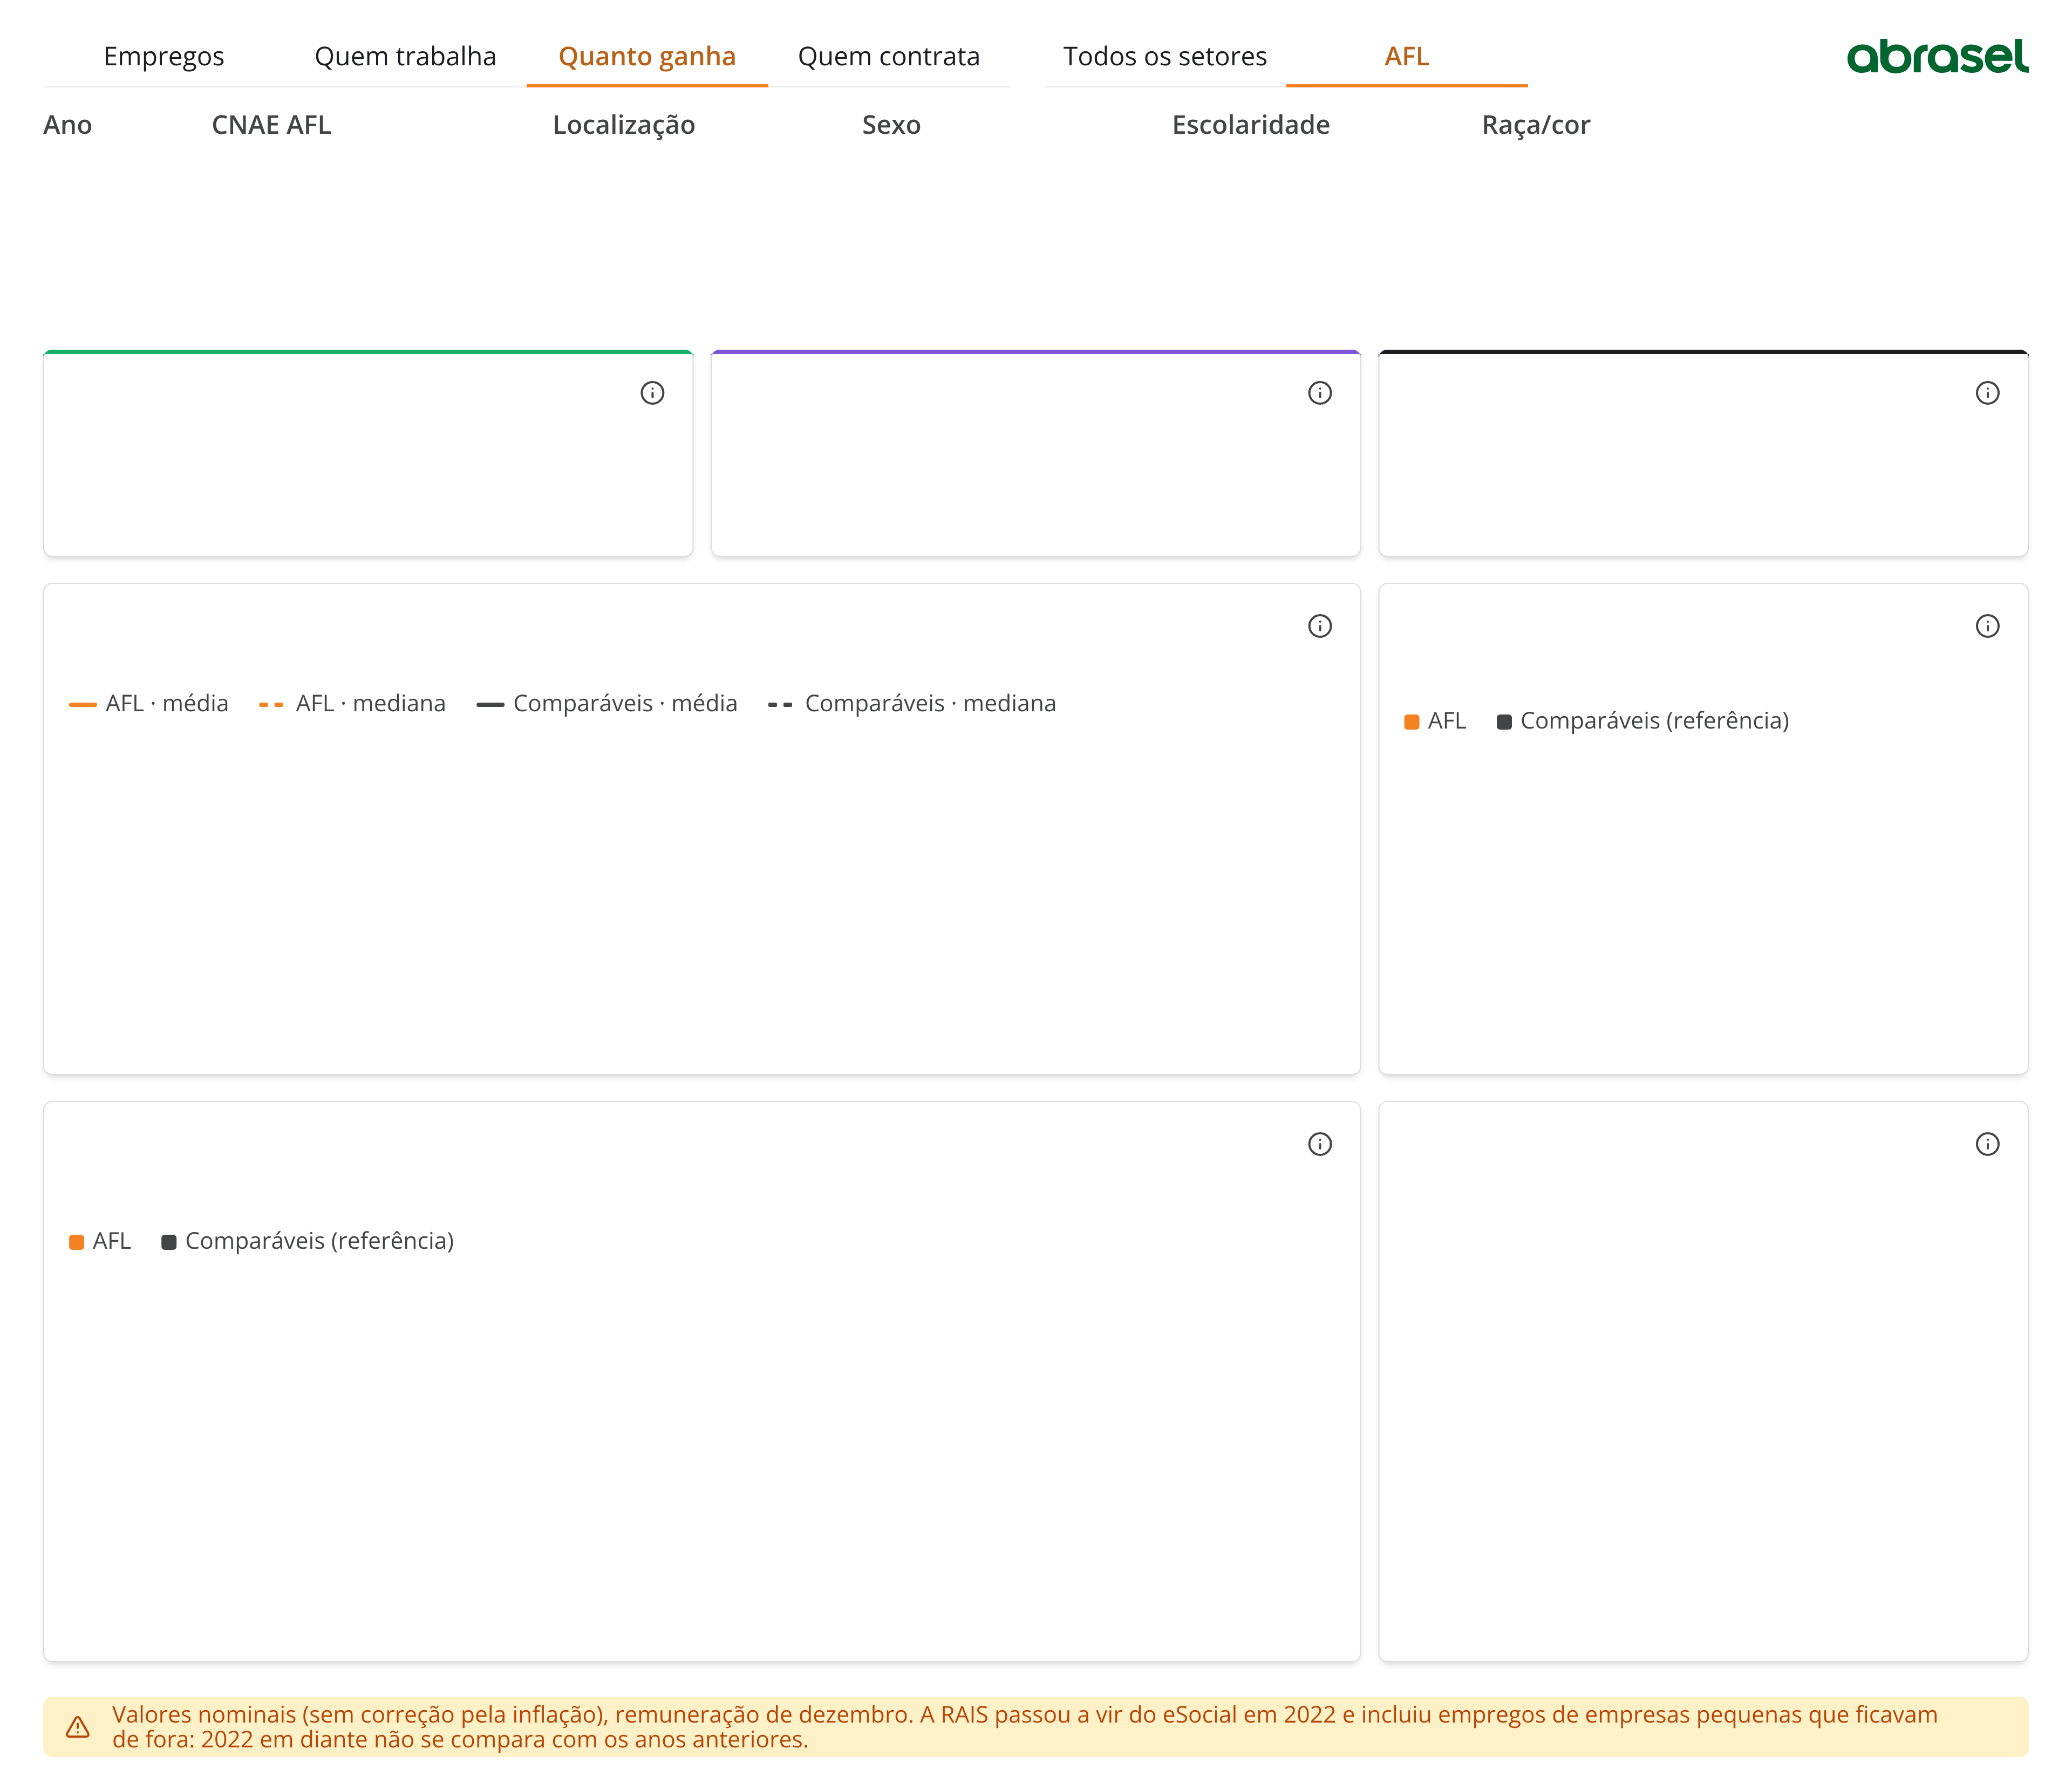 Empregos
Quem trabalha
Quanto ganha
Quem contrata
Todos os setores
AFL
abrasel
Ano
CNAE AFL
Localização
Sexo
Escolaridade
Raça/cor
AFL · média
AFL · mediana
Comparáveis · média
Comparáveis · mediana
AFL
Comparáveis (referência)
AFL
Comparáveis (referência)
Valores nominais (sem correção pela inflação), remuneração de dezembro. A RAIS passou a vir do eSocial em 2022 e incluiu empregos de empresas pequenas que ficavam
de fora: 2022 em diante não se compara com os anos anteriores.